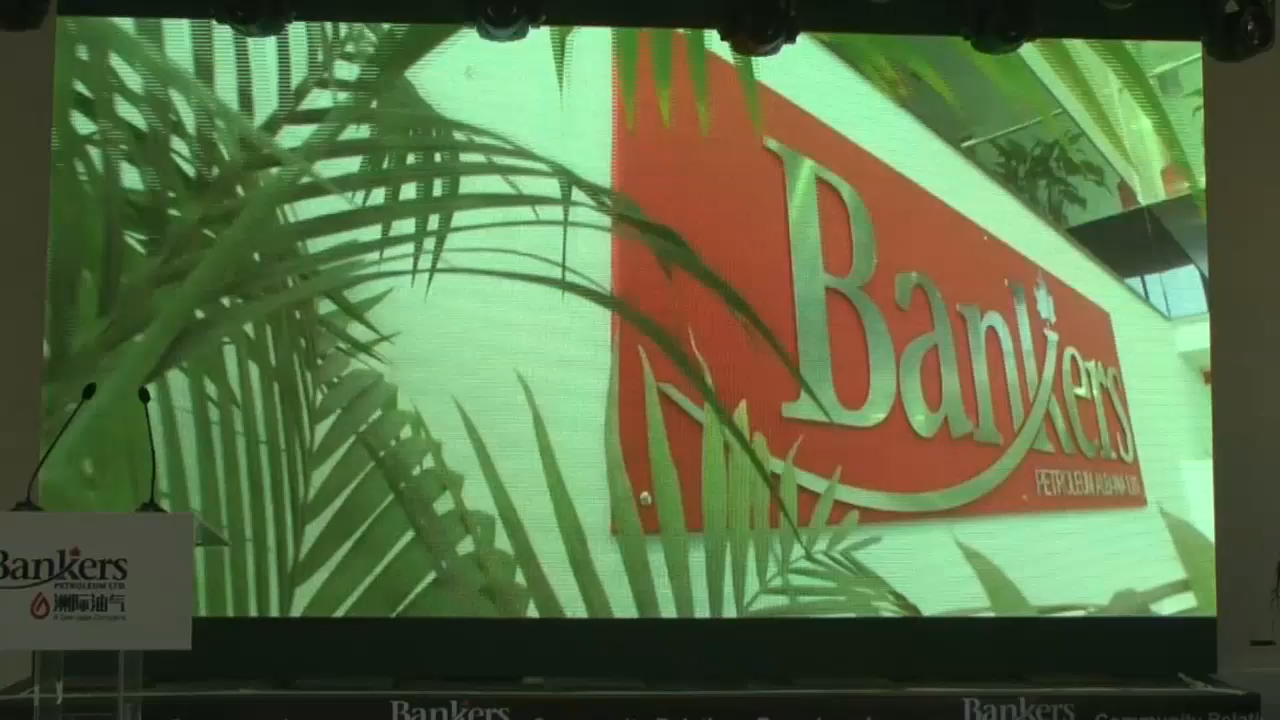 Bankers
PETROLEUM ALBANIA LTD.
Bankers
PETROLEUM LTD.
洲际油气
Bankers
Bankers